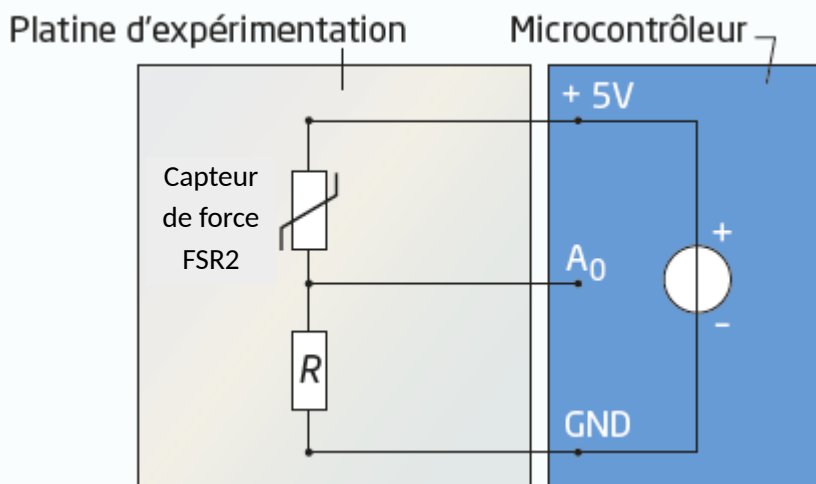 Platine d'expérimentation
Microcontrôleur
+ 5V
Capteur
de force
FSR2
+
A0
R
-
GND